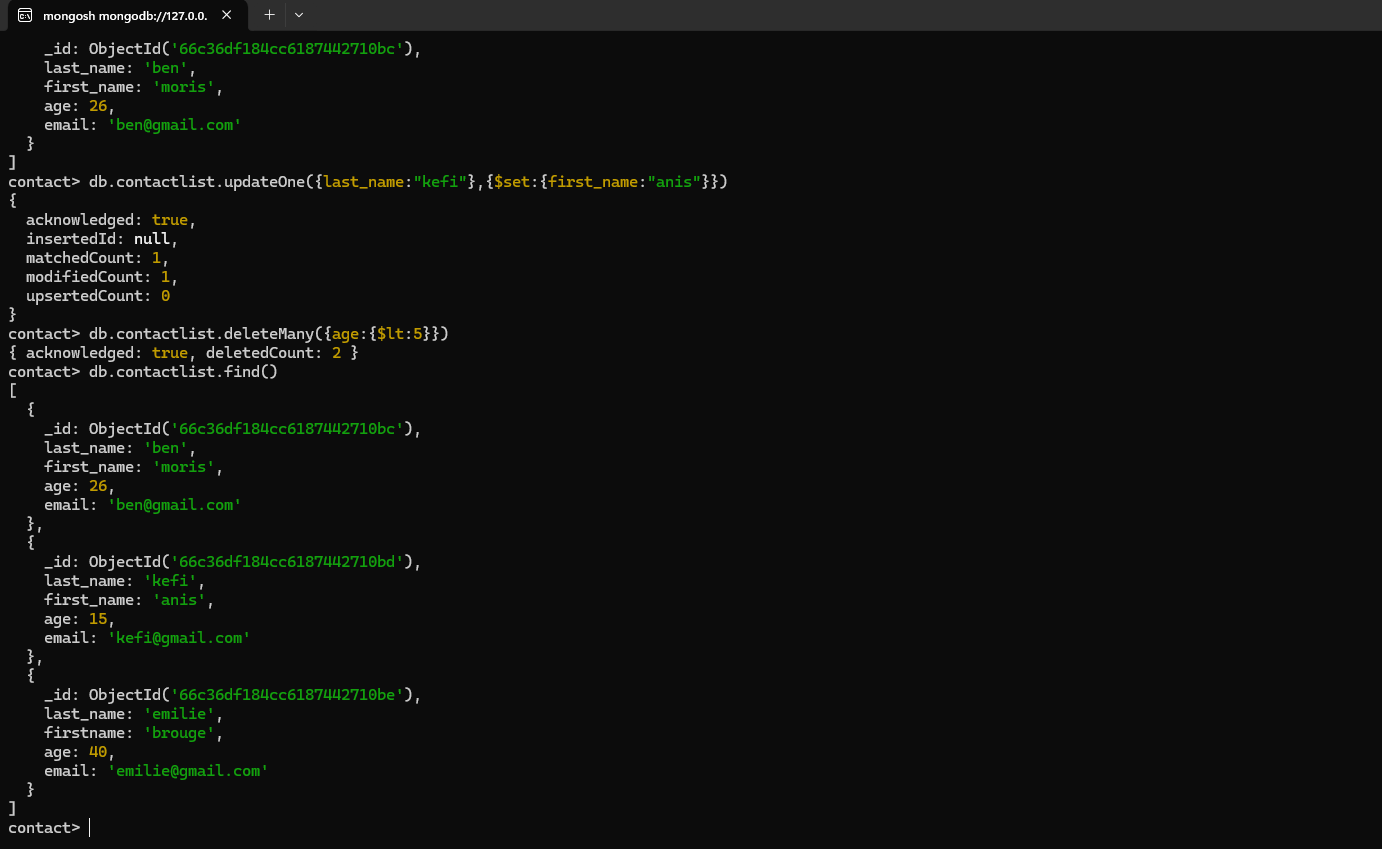 mongosh mongodb://127.0.0.
    _id: ObjectId('66c36df184cc6187442710bc'),
    last_name: 'ben',
    first_name: 'moris',
    age: 26,
    email: 'ben@gmail.com'
  }
]
contact> db.contactlist.updateOne({last_name:"kefi"},{$set:{first_name:"anis"}})
{
  acknowledged: true,
  insertedId: null,
  matchedCount: 1,
  modifiedCount: 1,
  upsertedCount: 0
}
contact> db.contactlist.deleteMany({age:{$lt:5}})
{ acknowledged: true, deletedCount: 2 }
contact> db.contactlist.find()
[
  {
    _id: ObjectId('66c36df184cc6187442710bc'),
    last_name: 'ben',
    first_name: 'moris',
    age: 26,
    email: 'ben@gmail.com'
  },
  {
    _id: ObjectId('66c36df184cc6187442710bd'),
    last_name: 'kefi',
    first_name: 'anis',
    age: 15,
    email: 'kefi@gmail.com'
  },
  {
    _id: ObjectId('66c36df184cc6187442710be'),
    last_name: 'emilie',
    firstname: 'brouge',
    age: 40,
    email: 'emilie@gmail.com'
  }
]
contact>